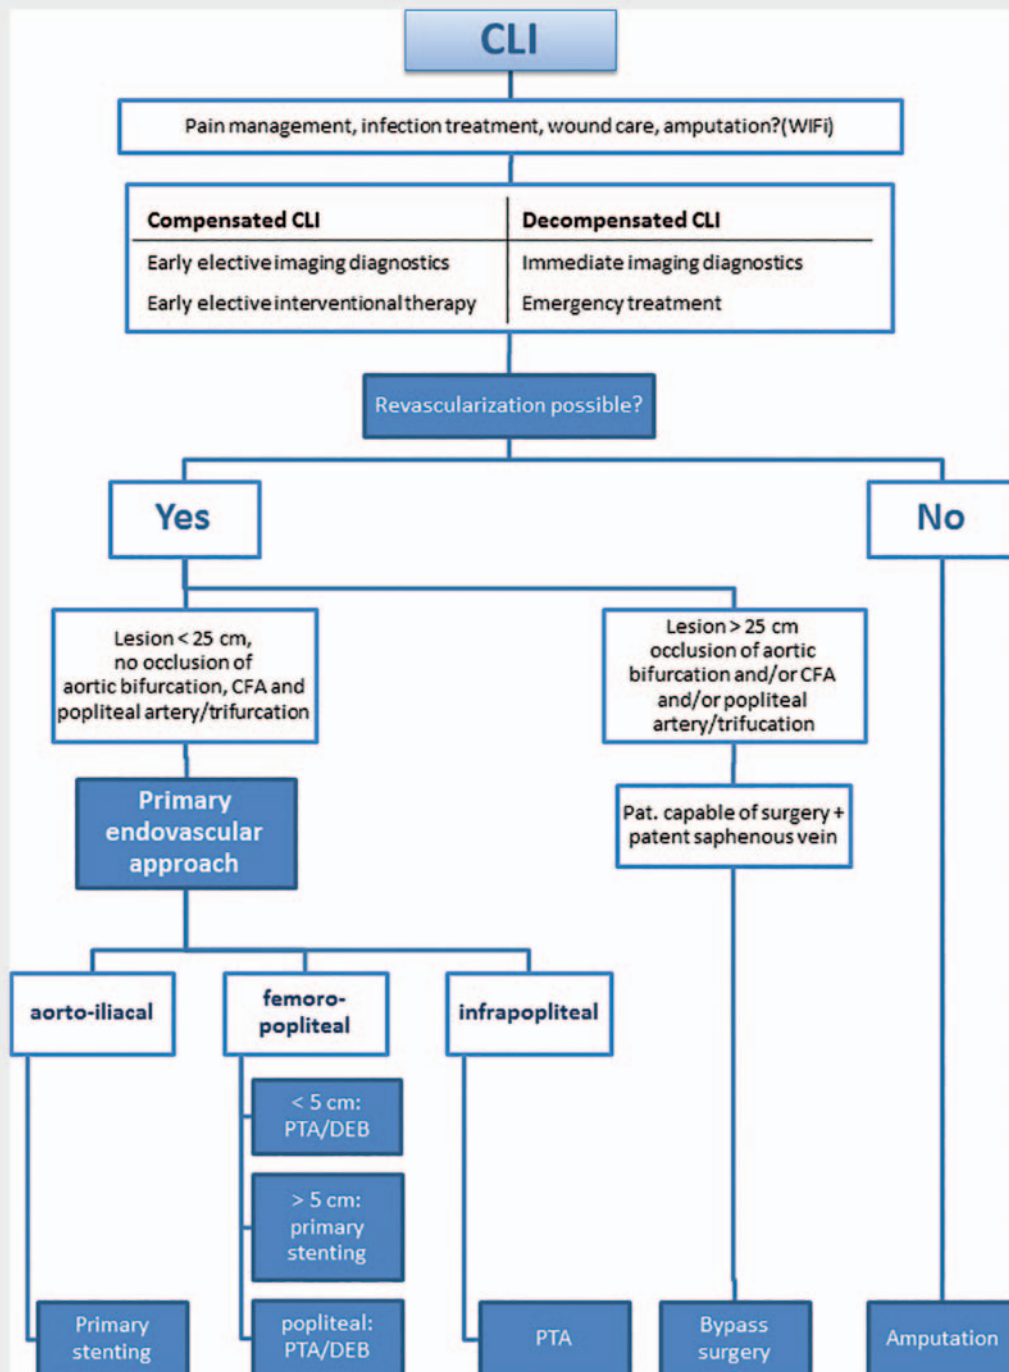 CLI
Pain management, infection treatment, wound care, amputation?(WIFi)
Compensated CLI
Decompensated CLI
Early elective imaging diagnostics
Immediate imaging diagnostics
Early elective interventional therapy
Emergency treatment
Revascularization possible?
Yes
No
Lesion < 25 cm,
no occlusion of
aortic bifurcation, CFA and
popliteal artery/trifurcation
Lesion > 25 cm
occlusion of aortic
bifurcation and/or CFA
and/or popliteal
artery/trifucation
Primary
endovascular
approach
Pat. capable of surgery +
patent saphenous vein
aorto-iliacal
femoro-
popliteal
infrapopliteal
< 5 cm:
PTA/DEB
> 5 cm:
primary
stenting
Primary
stenting
popliteal:
PTA/DEB
PTA
Bypass
surgery
Amputation